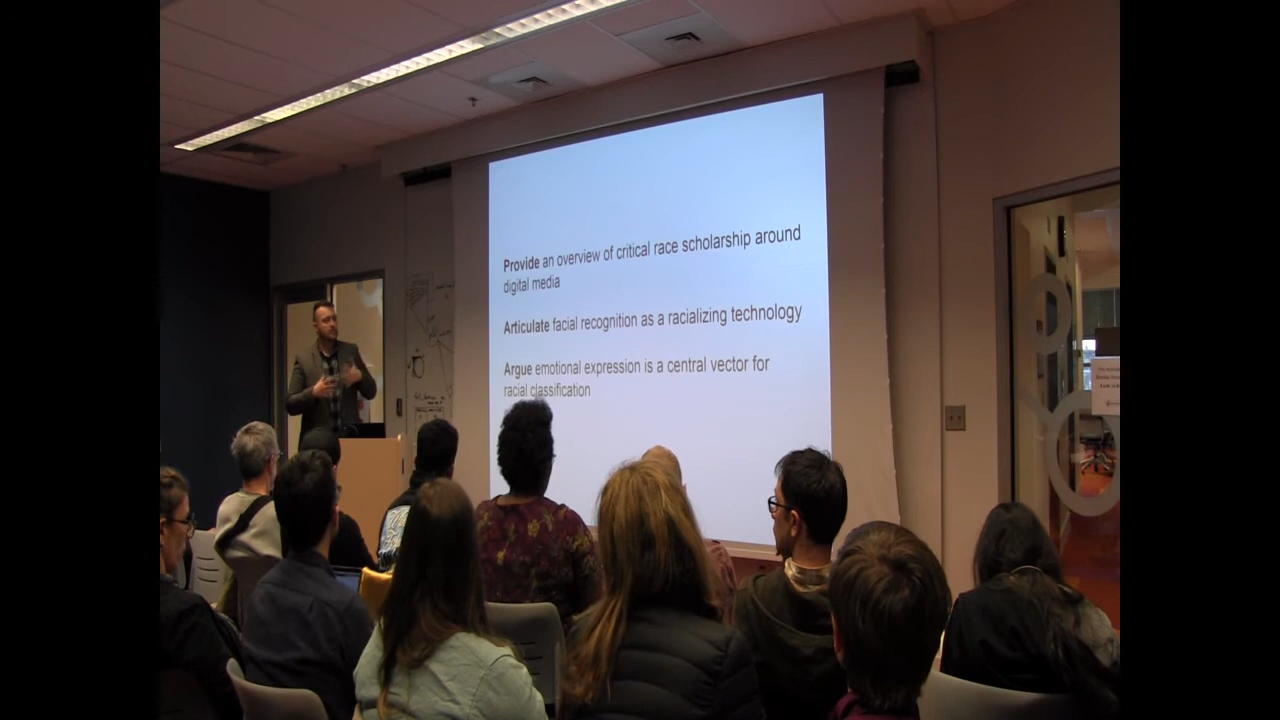 Provide an overview of critical race scholarship around
digital media
Articulate facial recognition as a racializing technology
Argue emotional expression is a central vector for
racial classification